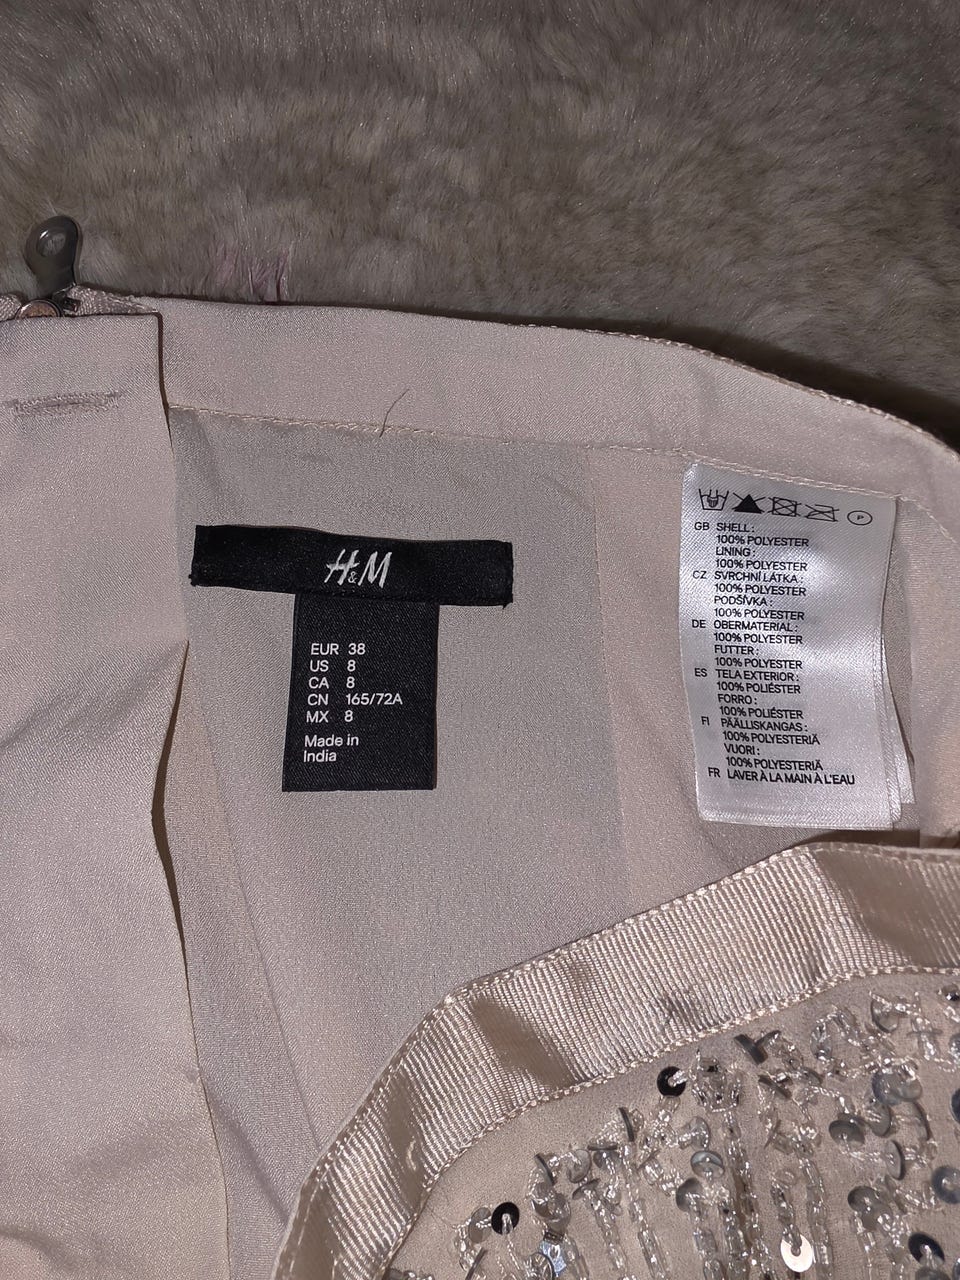 H&M
EUR 38
US 8
CA 8
CN 165/72A
MX 8
Made in
India
P
GB SHELL:
100% POLYESTER
LINING:
100% POLYESTER
CZ SVRCHNÍ LÁTKA:
100% POLYESTER
PODŠÍVKA:
100% POLYESTER
DE OBERMATERIAL:
100% POLYESTER
FUTTER:
100% POLYESTER
ES TELA EXTERIOR:
100% POLIÉSTER
FORRO:
100% POLIÉSTER
FI PÄÄLLISKANGAS:
100% POLYESTERIÄ
VUORI:
100% POLYESTERIÄ
FR LAVER À LA MAIN À L'EAU